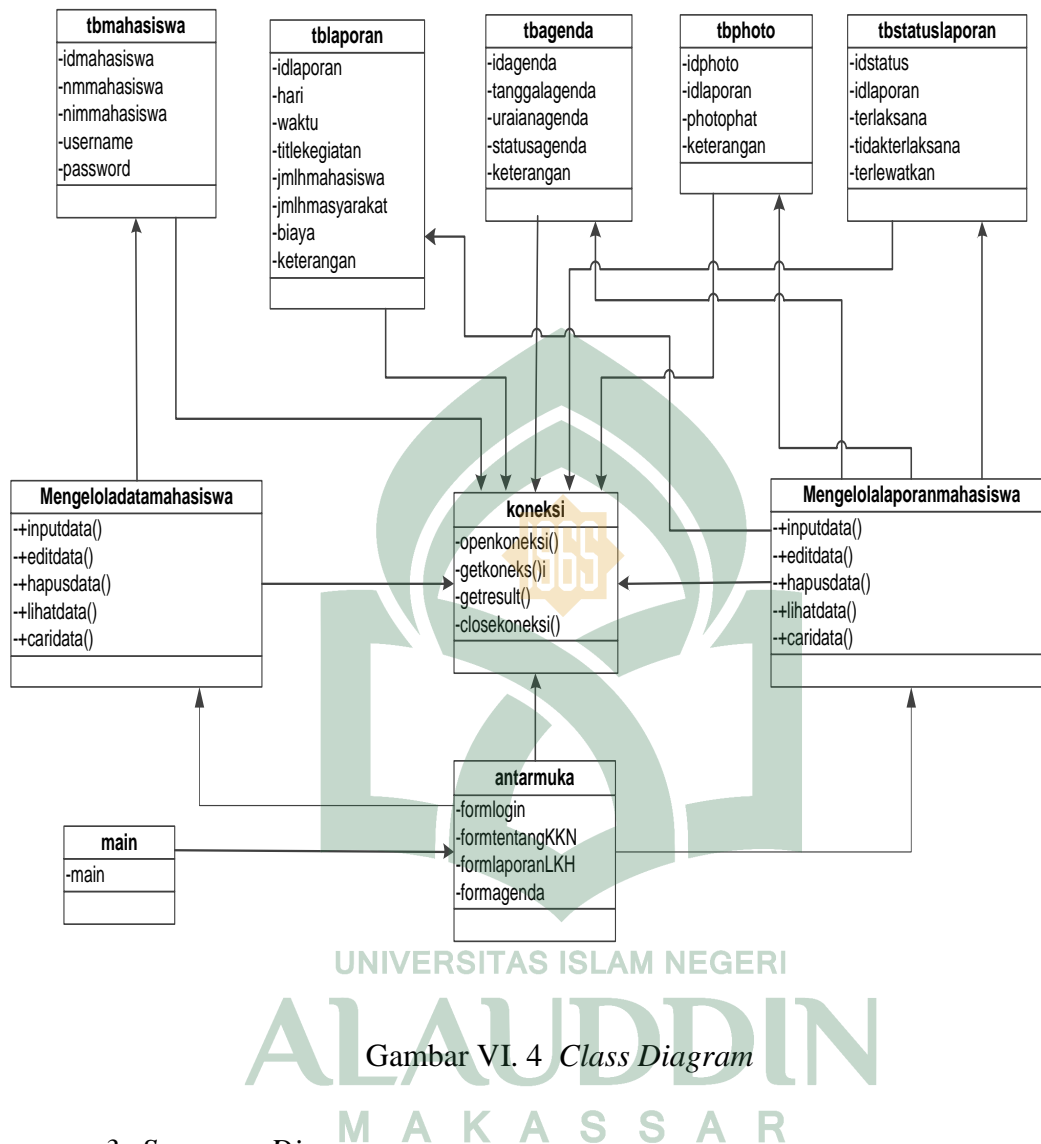 tbmahasiswa
-idmahasiswa
-nmmahasiswa
-nimmahasiswa
-username
-password
tblaporan
-idlaporan
-hari
-waktu
-titlekegiatan
-jmlhmahasiswa
-jmlhmasyarakat
-biaya
-keterangan
tbagenda
-idagenda
-tanggalagenda
-uraianagenda
-statusagenda
-keterangan
tbphoto
-idphoto
-idlaporan
-photophat
-keterangan
tbstatuslaporan
-idstatus
-idlaporan
-terlaksana
-tidakterlaksana
-terlewatkan
Mengeloladatamahasiswa
-+inputdata()
-+editdata()
-+hapusdata()
-+lihatdata()
-+caridata()
koneksi
-openkoneksi()
-getkoneks()i
-getresult()
-closekoneksi()
1965
Mengelolalaporanmahasiswa
-+inputdata()
-+editdata()
-+hapusdata()
-+lihatdata()
-+caridata()
main
-main
antarmuka
-formlogin
-formtentangKKN
-formlaporanLKH
-formagenda
UNIVERSITAS ISLAM NEGERI
ALAUDDIN
Gambar VI. 4 Class Diagram
MAKASSAR